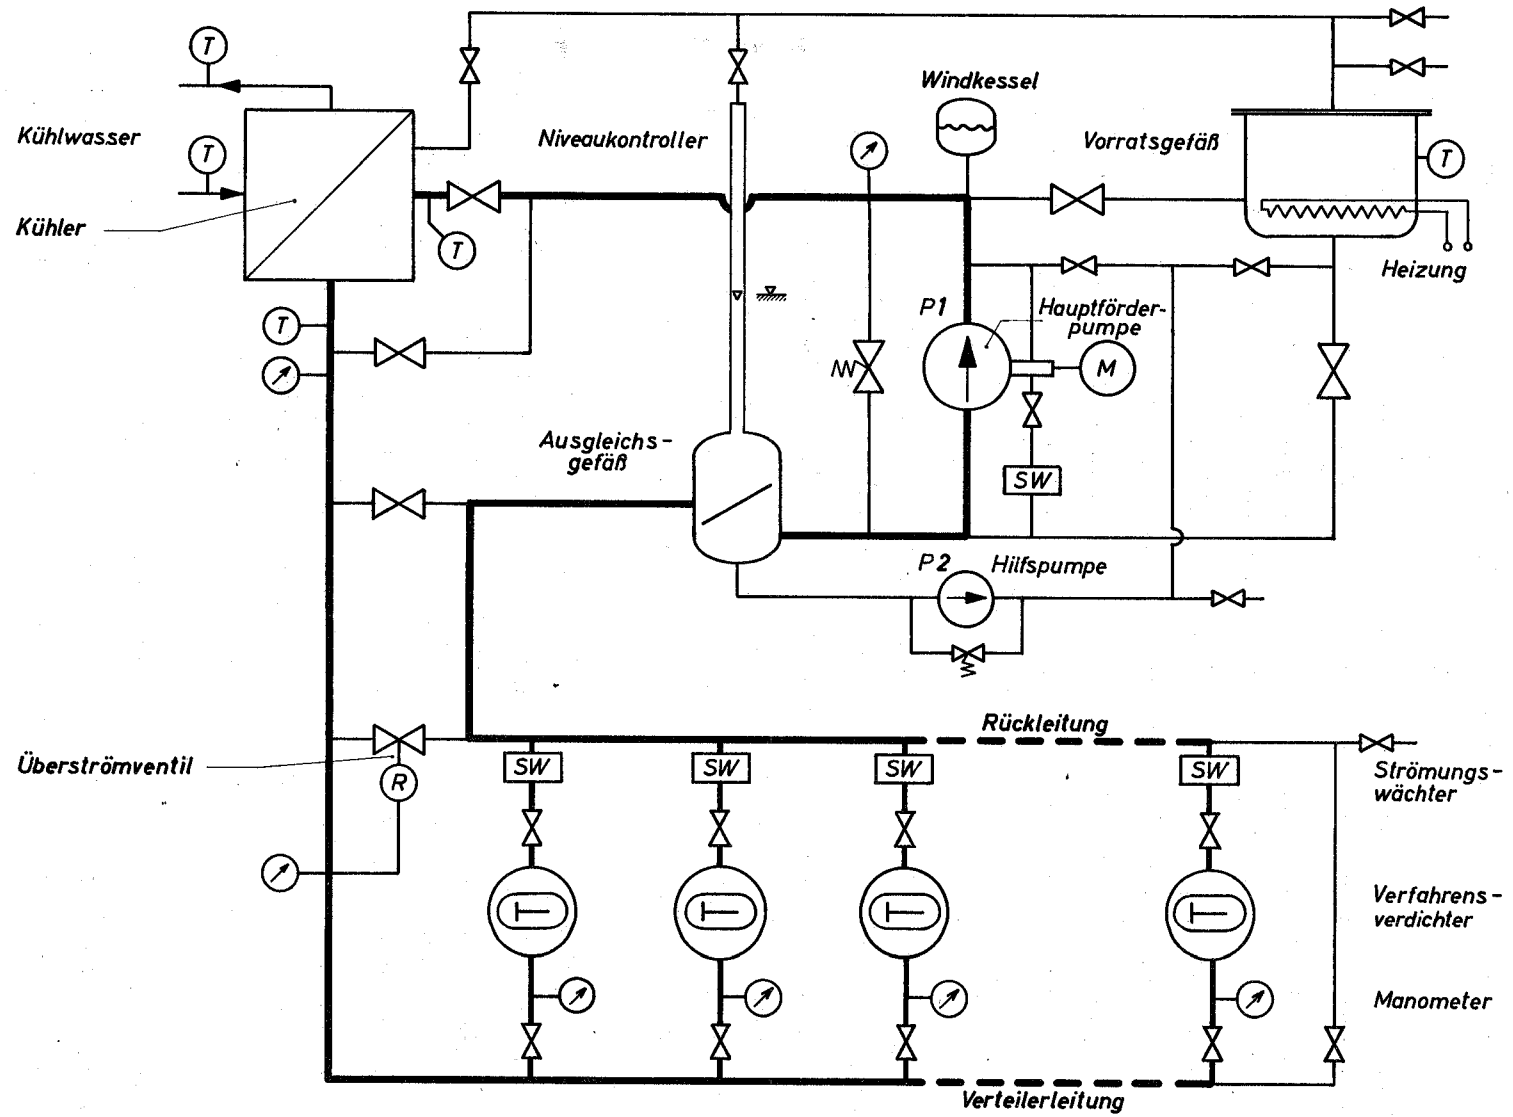 T
Windkessel
Kühlwasser
T
Niveaukontroller
Vorratsgefäß
T
Kühler
T
Heizung
T
P1
Hauptförder-
pumpe
M
Ausgleichs-
gefäß
SW
P2
Hilfspumpe
Rückleitung
Überströmventil
R
SW
SW
SW
SW
Strömungs-
wächter
Verfahrens-
verdichter
Manometer
Verteilerleitung